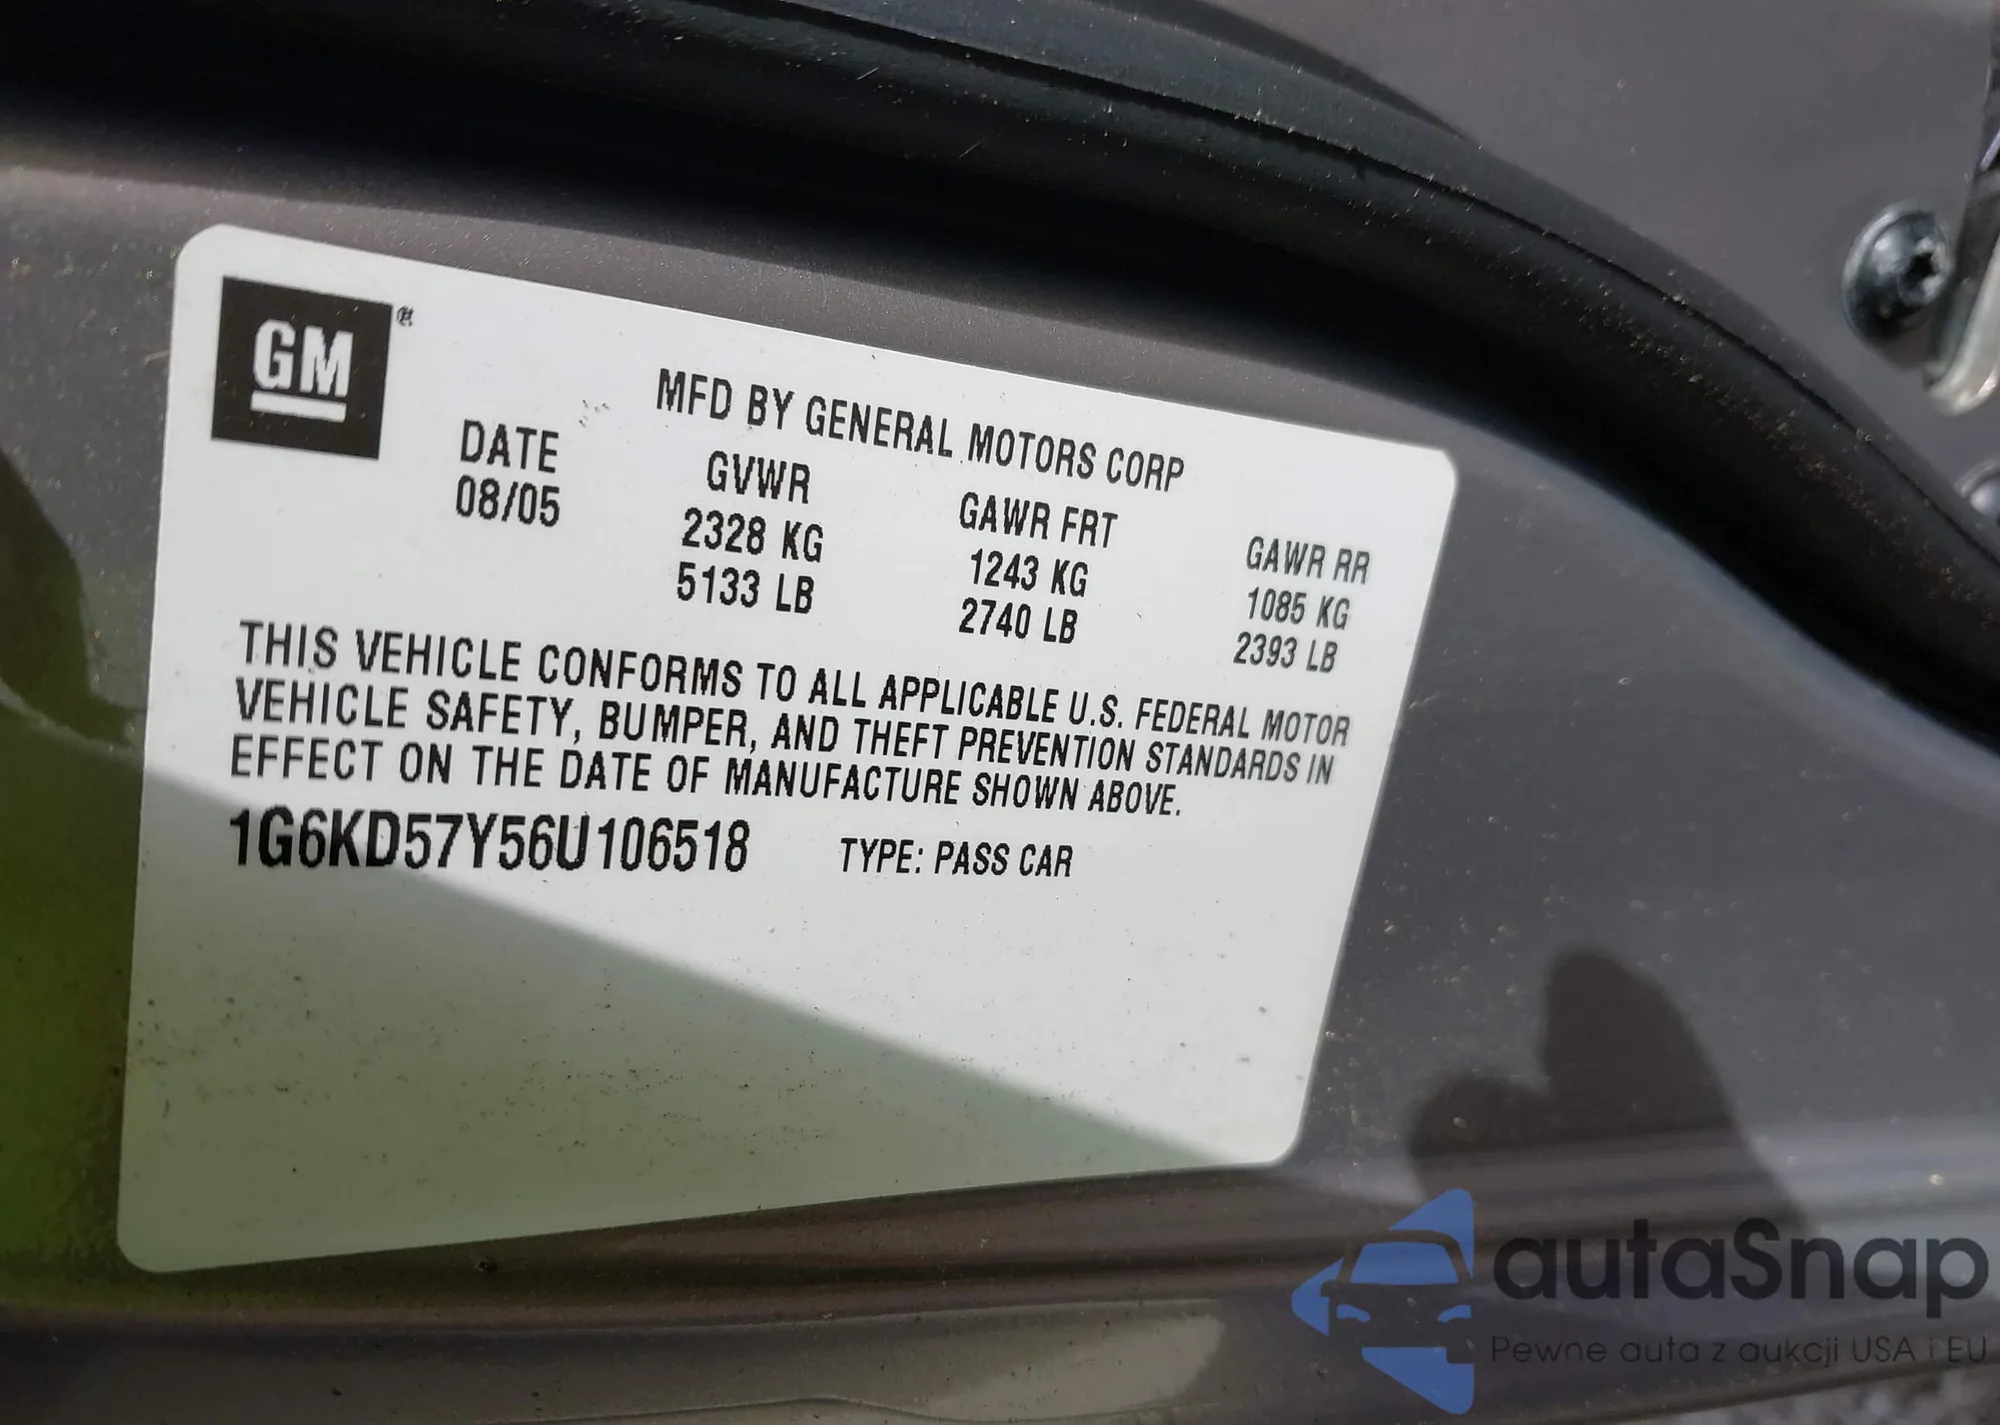 GM®
MFD BY GENERAL MOTORS CORP
DATE GVWR GAWR FRT GAWR RR
08/05 2328 KG 1243 KG 1085 KG
5133 LB 2740 LB 2393 LB
THIS VEHICLE CONFORMS TO ALL APPLICABLE U.S. FEDERAL MOTOR
VEHICLE SAFETY, BUMPER, AND THEFT PREVENTION STANDARDS IN
EFFECT ON THE DATE OF MANUFACTURE SHOWN ABOVE.
1G6KD57Y56U106518 TYPE: PASS CAR
autaSnap
Pewne auta z aukcji USA i EU